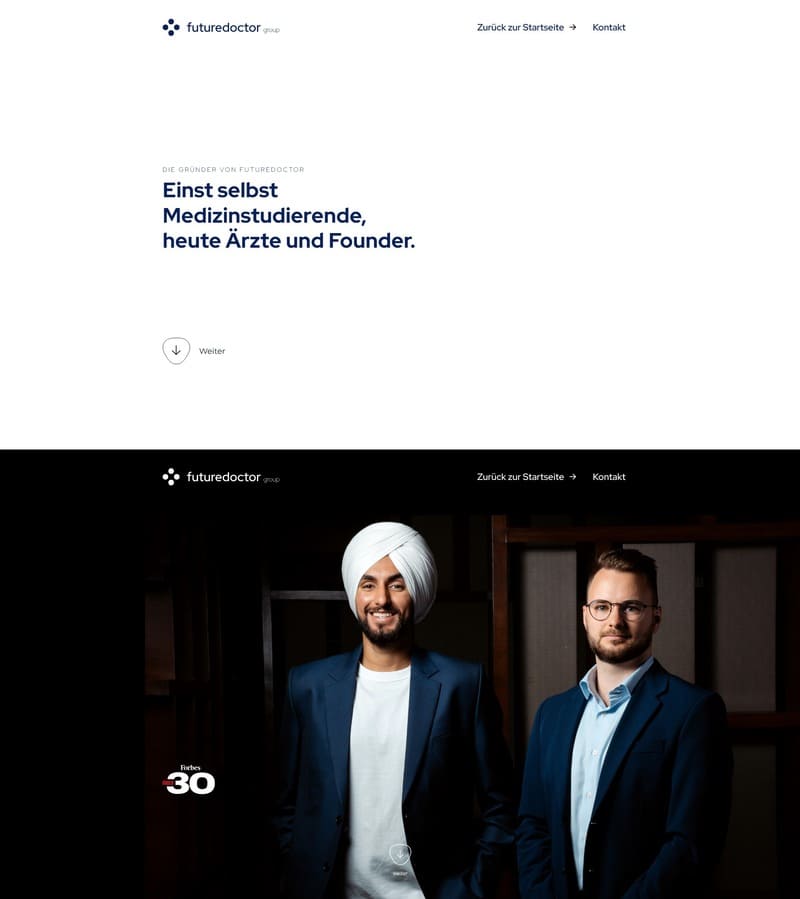 futuredoctor group
Zurück zur Startseite → Kontakt
DIE GRÜNDER VON FUTUREDOCTOR
Einst selbst
Medizinstudierende,
heute Ärzte und Founder.
Weiter
futuredoctor group
Zurück zur Startseite → Kontakt
Forbes
30
Weiter